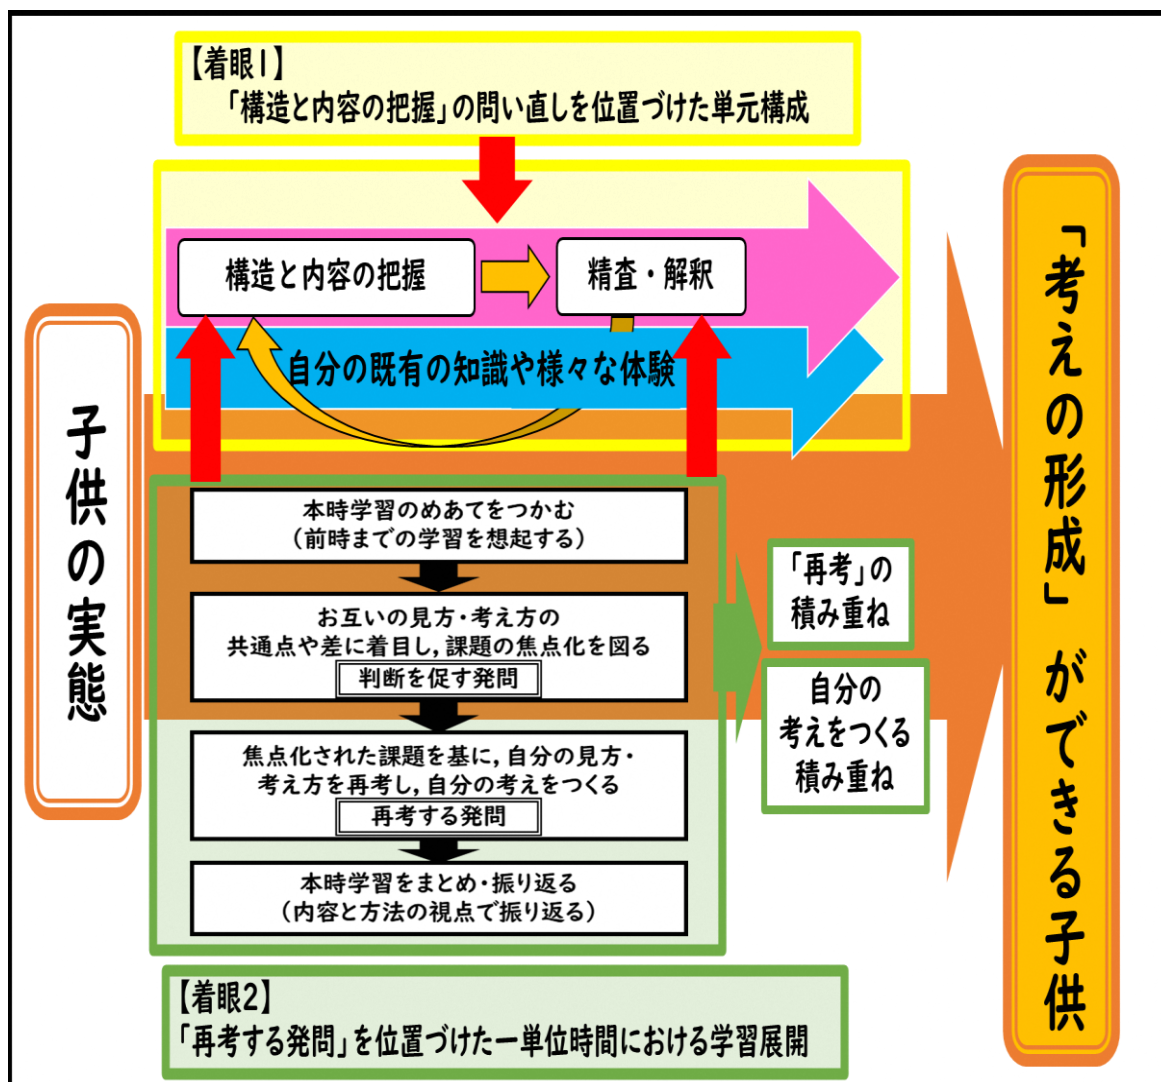 【着眼1】
「構造と内容の把握」の問い直しを位置づけた単元構成
構造と内容の把握
精査・解釈
自分の既有の知識や様々な体験
子供の実態
本時学習のめあてをつかむ
(前時までの学習を想起する)
お互いの見方・考え方の
共通点や差に着目し,課題の焦点化を図る
判断を促す発問
焦点化された課題を基に,自分の見方・
考え方を再考し,自分の考えをつくる
再考する発問
本時学習をまとめ・振り返る
(内容と方法の視点で振り返る)
「再考」の
積み重ね
自分の
考えをつくる
積み重ね
「考えの形成」ができる子供
【着眼2】
「再考する発問」を位置づけた一単位時間における学習展開